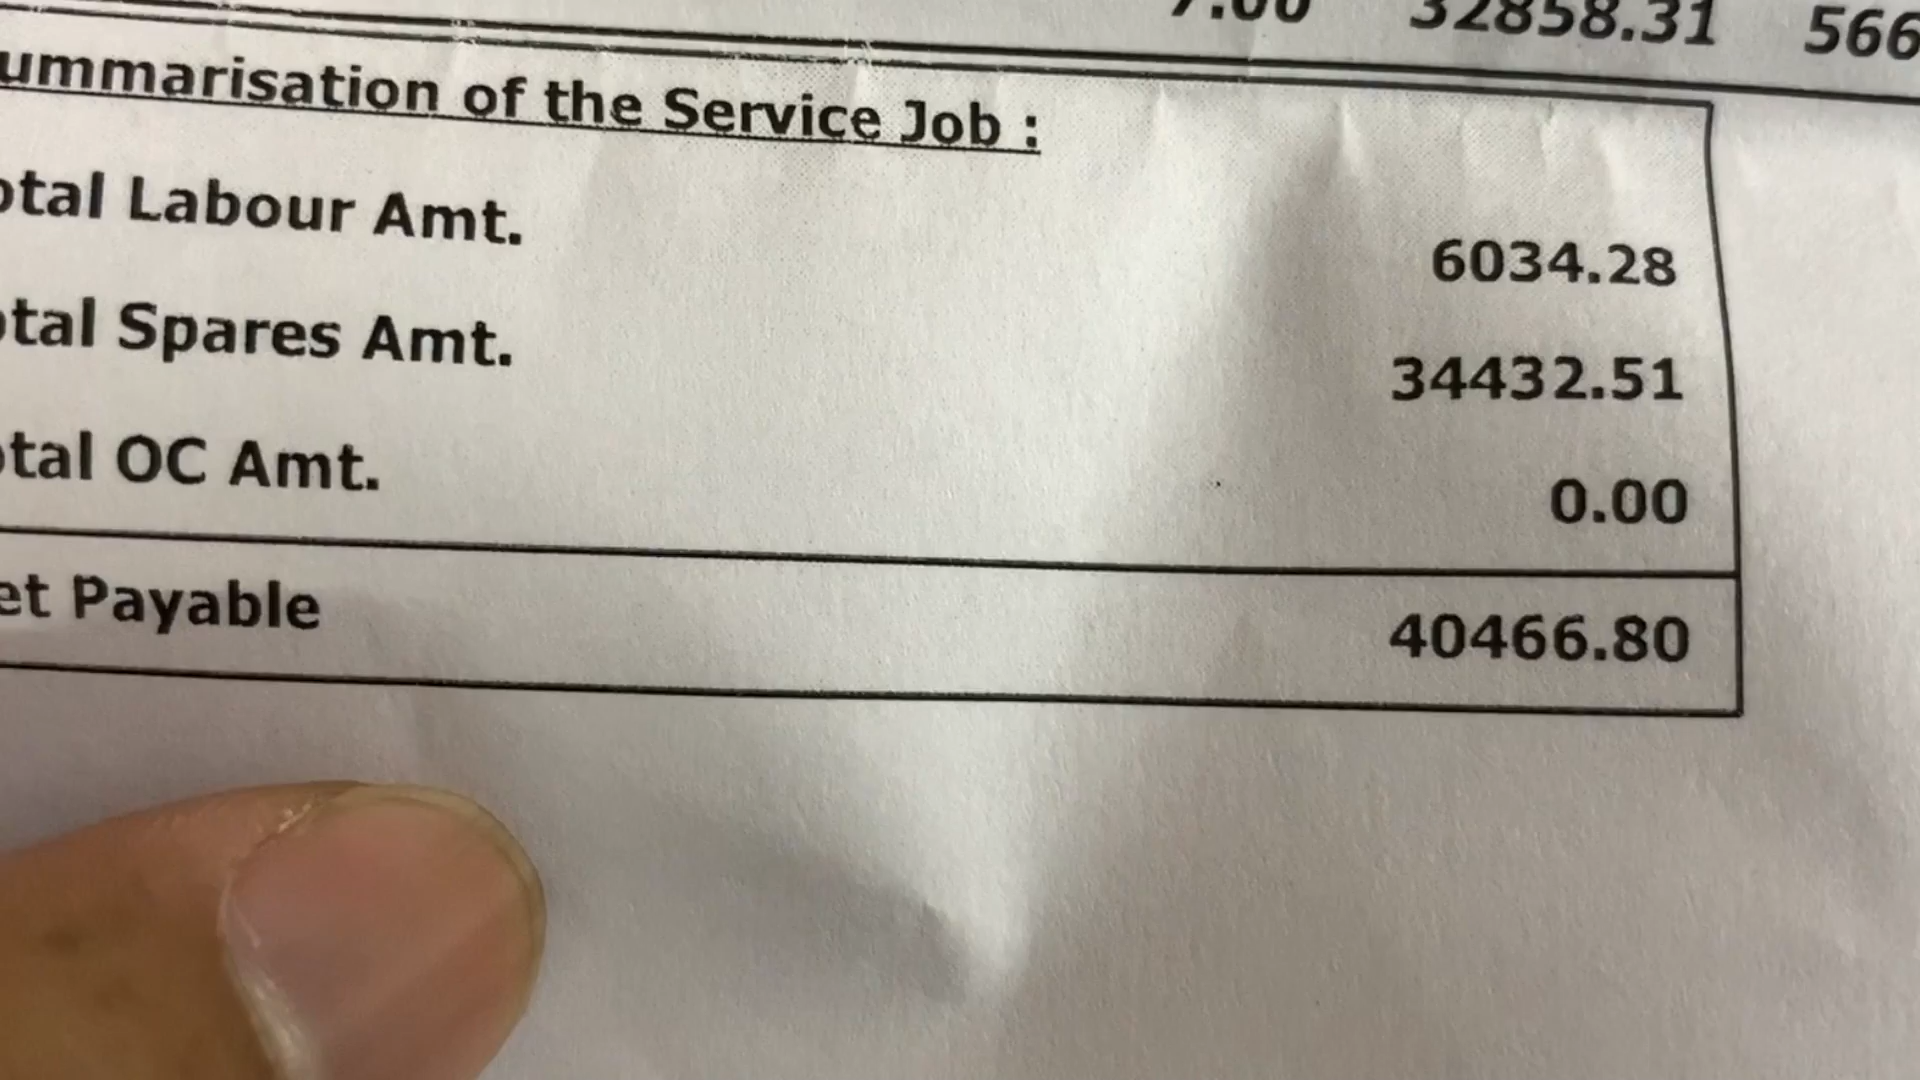 32858.31 566
ummarisation of the Service Job :
otal Labour Amt. 6034.28
otal Spares Amt. 34432.51
otal OC Amt. 0.00
et Payable 40466.80